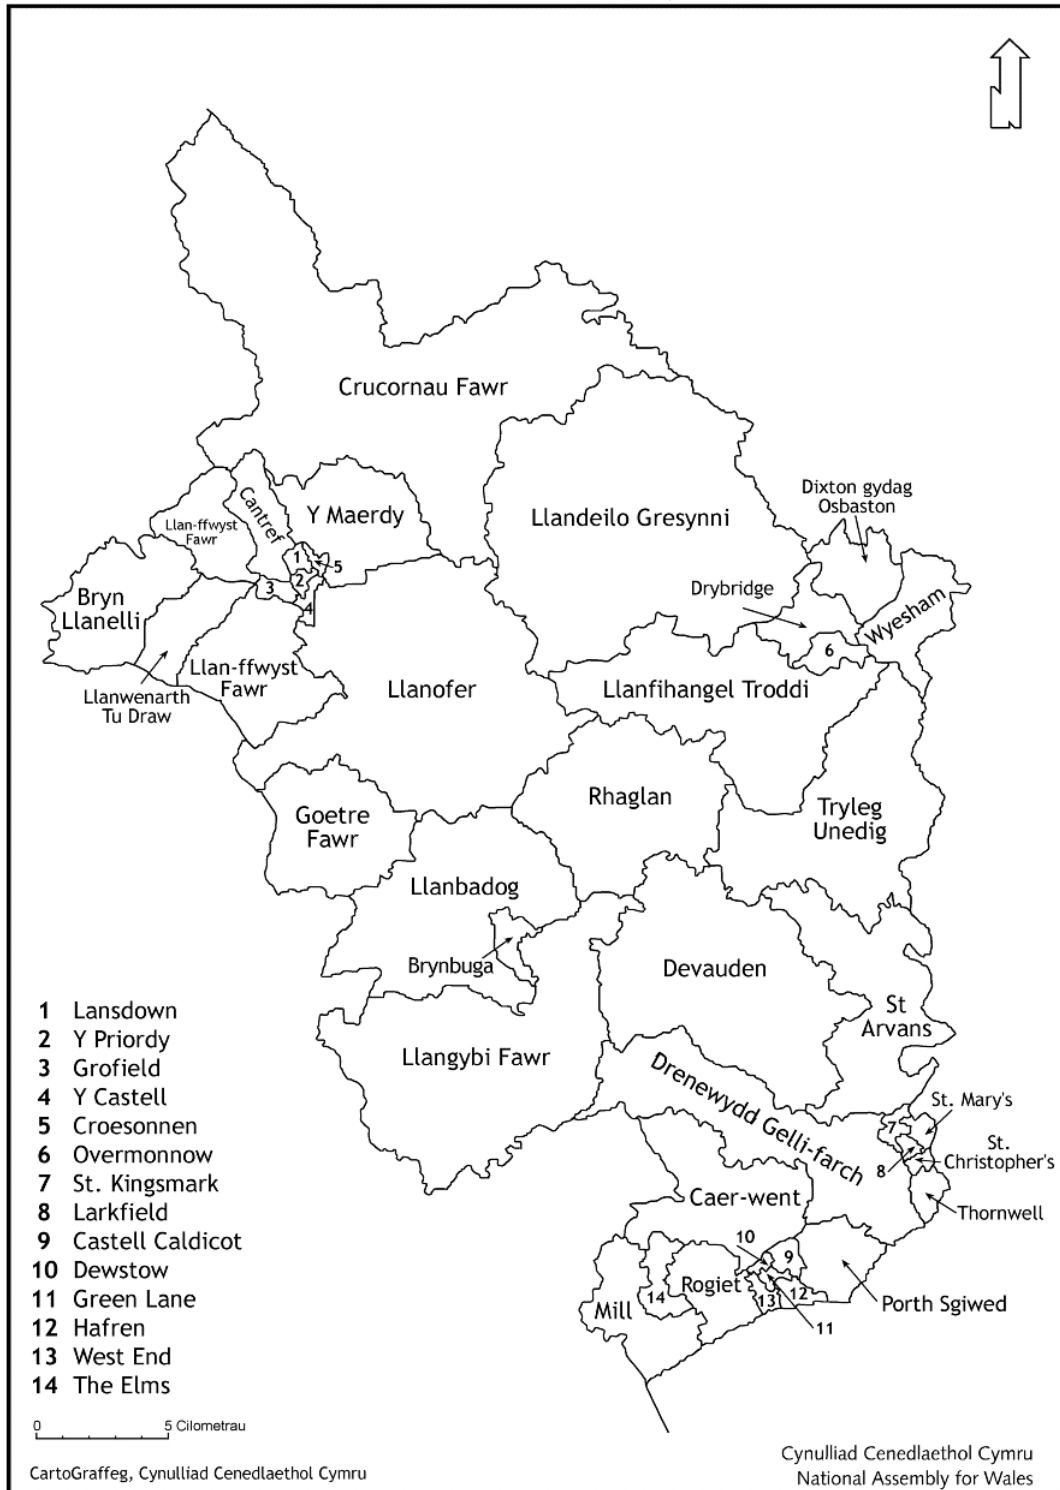 Crucornau Fawr
Cantref
Y Maerdy
Llandeilo Gresynni
Dixton gydag
Osbaston
Llan-ffwyst
Fawr
1
5
2
3
4
Bryn
Llanelli
Drybridge
Wyesham
6
Llan-ffwyst
Fawr
Llanofer
Llanfihangel Troddi
Llanwenarth
Tu Draw
Goetre
Fawr
Rhaglan
Tryleg
Unedig
Llanbadog
Brynbuga
Devauden
St
Arvans
Llangybi Fawr
Drenewydd Gelli-farch
St. Mary's
7
St.
Christopher's
8
Caer-went
Thornwell
10
9
Rogiet
14
Mill
13
12
11
Porth Sgiwed
1 Lansdown
2 Y Priordy
3 Grofield
4 Y Castell
5 Croesonnen
6 Overmonnow
7 St. Kingsmark
8 Larkfield
9 Castell Caldicot
10 Dewstow
11 Green Lane
12 Hafren
13 West End
14 The Elms
0 5 Cilometrau
CartoGraffeg, Cynulliad Cenedlaethol Cymru
Cynulliad Cenedlaethol Cymru
National Assembly for Wales